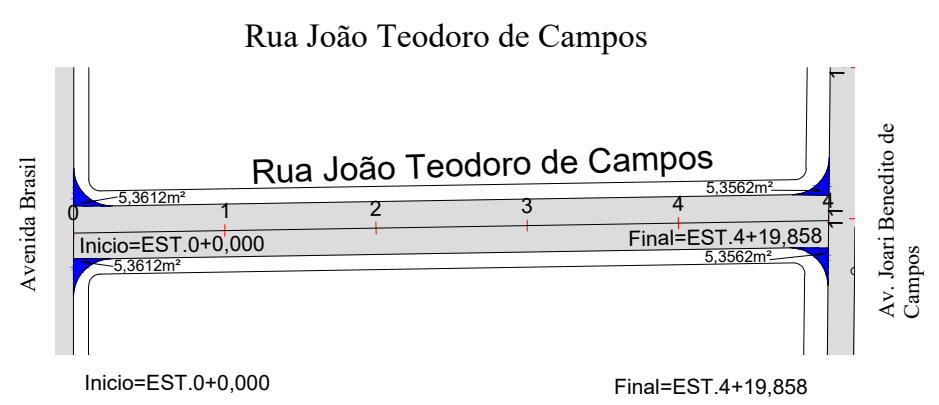 Rua João Teodoro de Campos
Avenida Brasil
Rua João Teodoro de Campos
5,3612m²
5,3562m²
0
1
2
3
4
4
11
1
Inicio=EST.0+0,000
Final=EST.4+19,858
5,3612m²
5,3562m²
Av. Joari Benedito de
Campos
Inicio=EST.0+0,000
Final=EST.4+19,858